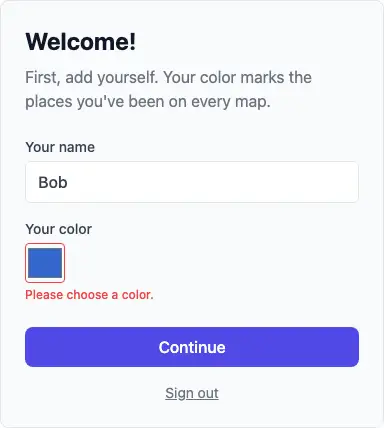 Welcome!
First, add yourself. Your color marks the
places you've been on every map.
Your name
Bob
Your color
Please choose a color.
Continue
Sign out